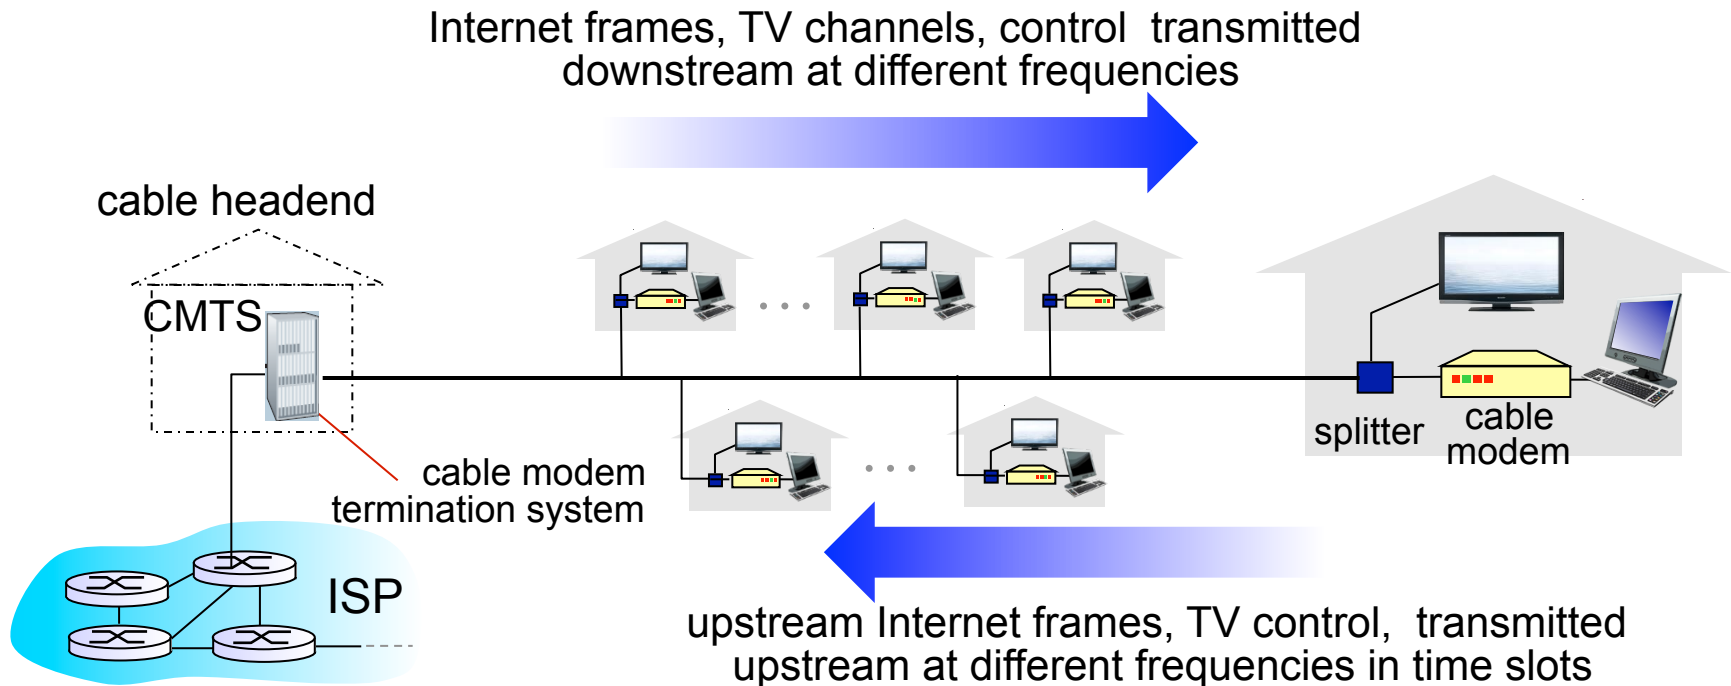 Internet frames, TV channels, control  transmitted
downstream at different frequencies
cable headend
CMTS
splitter
cable
modem
cable modem
termination system
ISP
upstream Internet frames, TV control,  transmitted
upstream at different frequencies in time slots